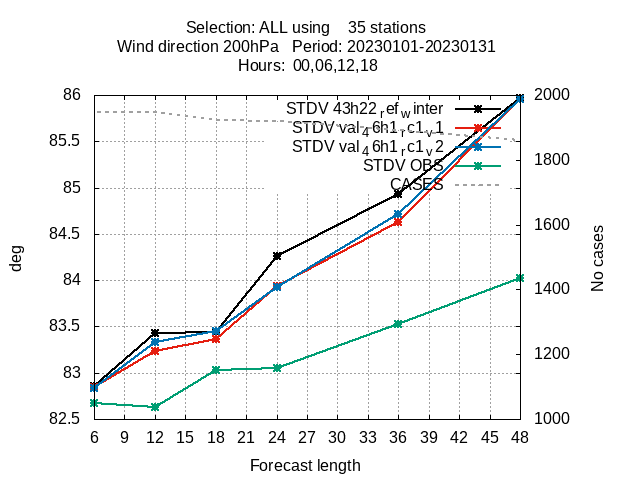 Selection: ALL using 35 stations
Wind direction 200hPa Period: 20230101-20230131
Hours: 00,06,12,18
86
85.5
85
84.5
84
83.5
83
82.5
deg
STDV 43h22_ref_winter
STDV val_46h1_rc1_v1
STDV val_46h1_rc1_v2
STDV OBS
CASES
2000
1800
1600
1400
1200
1000
No cases
6 9 12 15 18 21 24 27 30 33 36 39 42 45 48
Forecast length